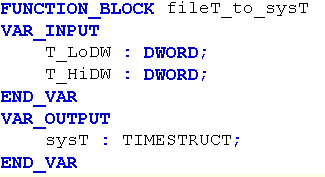 FUNCTION_BLOCK fileT_to_sysT
VAR_INPUT
    T_LoDW : DWORD;
    T_HiDW : DWORD;
END_VAR
VAR_OUTPUT
    sysT : TIMESTRUCT;
END_VAR